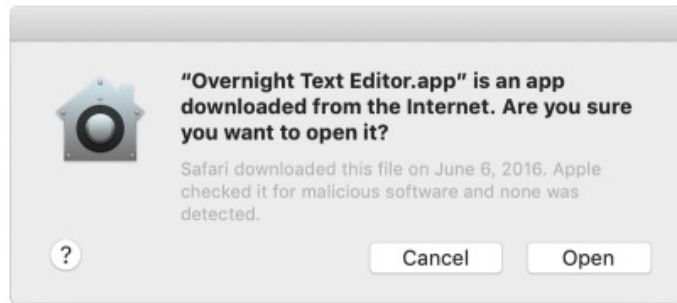 “Overnight Text Editor.app” is an app
downloaded from the Internet. Are you sure
you want to open it?
Safari downloaded this file on June 6, 2016. Apple
checked it for malicious software and none was
detected.
? Cancel Open